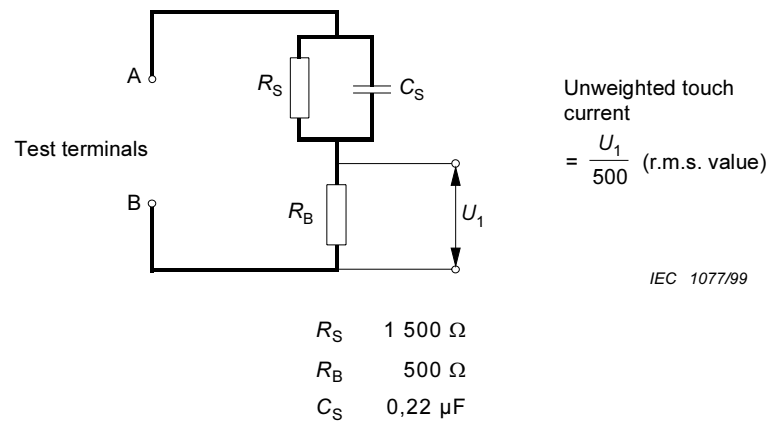 A
R_S
C_S
Test terminals
B
R_B
U_1
Unweighted touch
current
= U_1 / 500 (r.m.s. value)
IEC 1077/99
R_S 1 500 Ω
R_B 500 Ω
C_S 0,22 μF